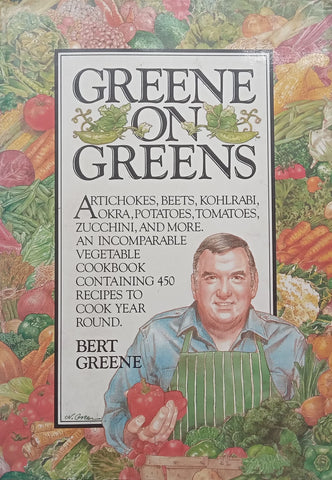 GREENE
ON
GREENS
ARTICHOKES, BEETS, KOHLRABI,
OKRA, POTATOES, TOMATOES,
ZUCCHINI, AND MORE.
AN INCOMPARABLE
VEGETABLE
COOKBOOK
CONTAINING 450
RECIPES TO
COOK YEAR
ROUND.
BERT
GREENE